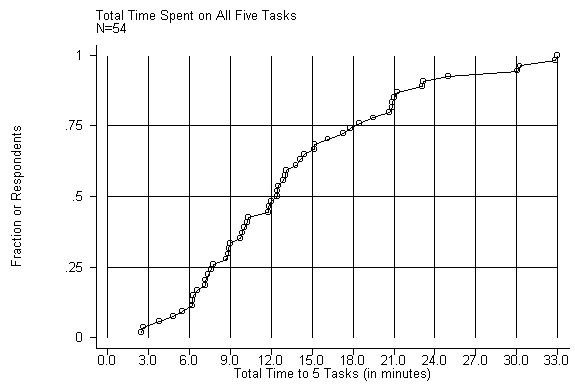 Total Time Spent on All Five Tasks
N=54
1
.75
.5
.25
0
Fraction or Respondents
0.0 3.0 6.0 9.0 12.0 15.0 18.0 21.0 24.0 27.0 30.0 33.0
Total Time to 5 Tasks (in minutes)